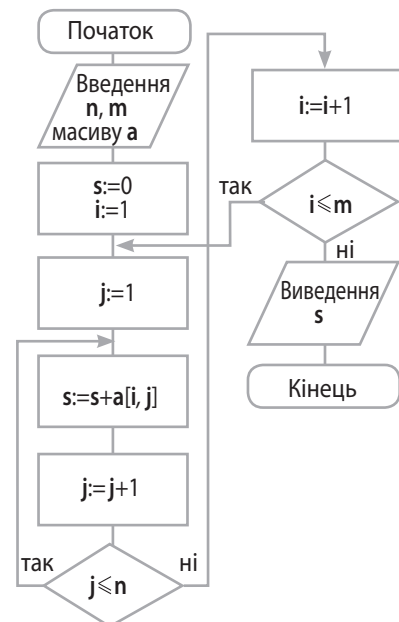 Початок
Введення
n, m
масиву a
s:=0
i:=1
j:=1
s:=s+a[i, j]
j:=j+1
так
ні
j⩽n
i:=i+1
так
i⩽m
ні
Виведення
s
Кінець